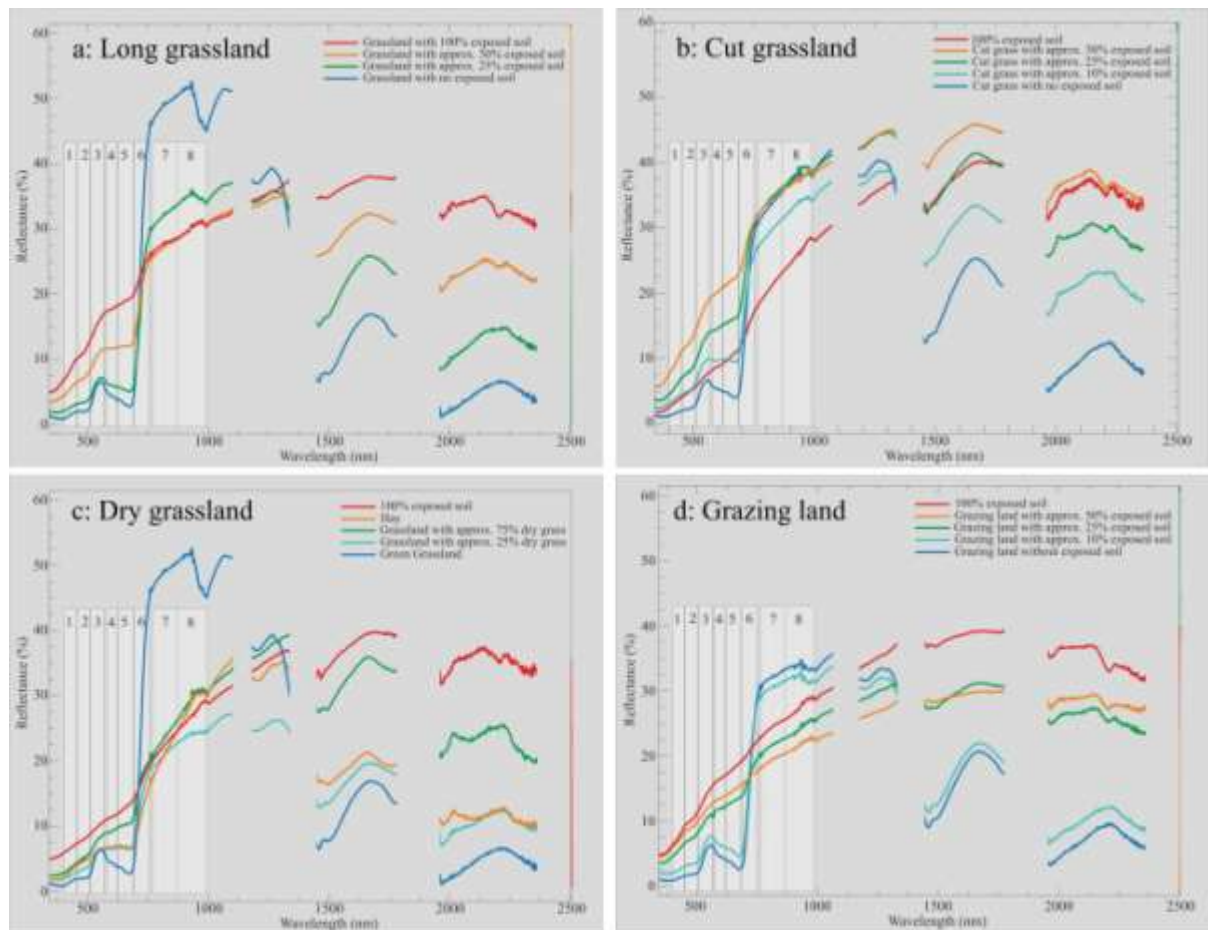 a: Long grassland
Grassland with 100% exposed soil
Grassland with approx. 50% exposed soil
Grassland with approx. 25% exposed soil
Grassland with no exposed soil
60
50
40
30
20
10
0
Reflectance (%)
1 2 3 4 5 6 7 8
500 1000 1500 2000 2500
Wavelength (nm)
b: Cut grassland
100% exposed soil
Cut grass with approx. 50% exposed soil
Cut grass with approx. 25% exposed soil
Cut grass with approx. 10% exposed soil
Cut grass with no exposed soil
60
50
40
30
20
10
0
Reflectance (%)
1 2 3 4 5 6 7 8
500 1000 1500 2000 2500
Wavelength (nm)
c: Dry grassland
100% exposed soil
Hay
Grassland with approx. 75% dry grass
Grassland with approx. 25% dry grass
Green Grassland
60
50
40
30
20
10
0
Reflectance (%)
1 2 3 4 5 6 7 8
500 1000 1500 2000 2500
Wavelength (nm)
d: Grazing land
100% exposed soil
Grazing land with approx. 50% exposed soil
Grazing land with approx. 25% exposed soil
Grazing land with approx. 10% exposed soil
Grazing land without exposed soil
60
50
40
30
20
10
0
Reflectance (%)
1 2 3 4 5 6 7 8
500 1000 1500 2000 2500
Wavelength (nm)